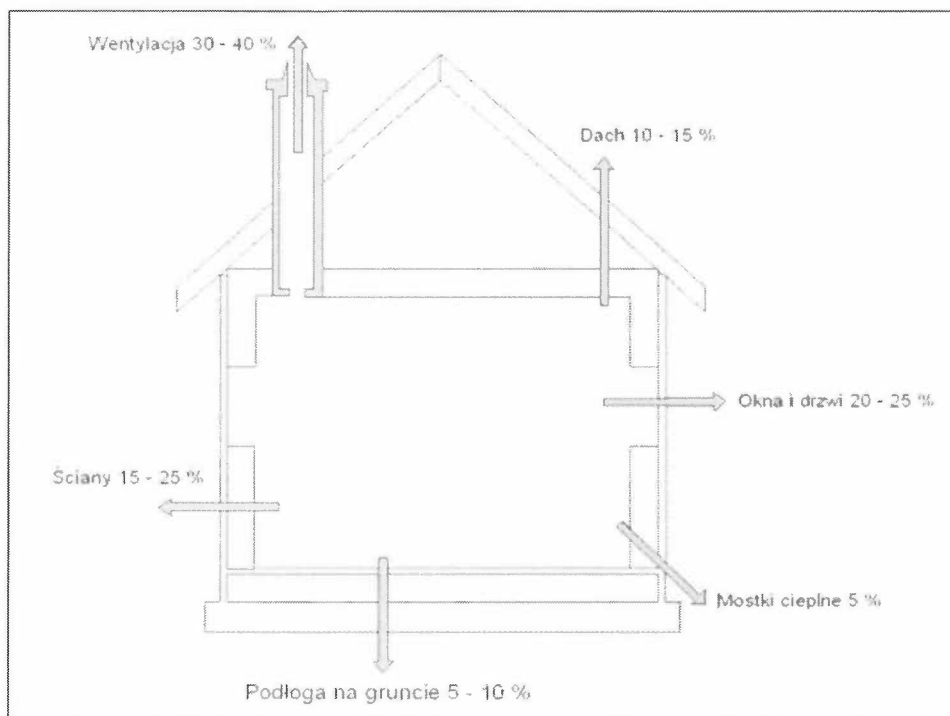 Wentylacja 30 - 40 %
Dach 10 - 15 %
Okna i drzwi 20 - 25 %
Ściany 15 - 25 %
Mostki cieplne 5 %
Podłoga na gruncie 5 - 10 %